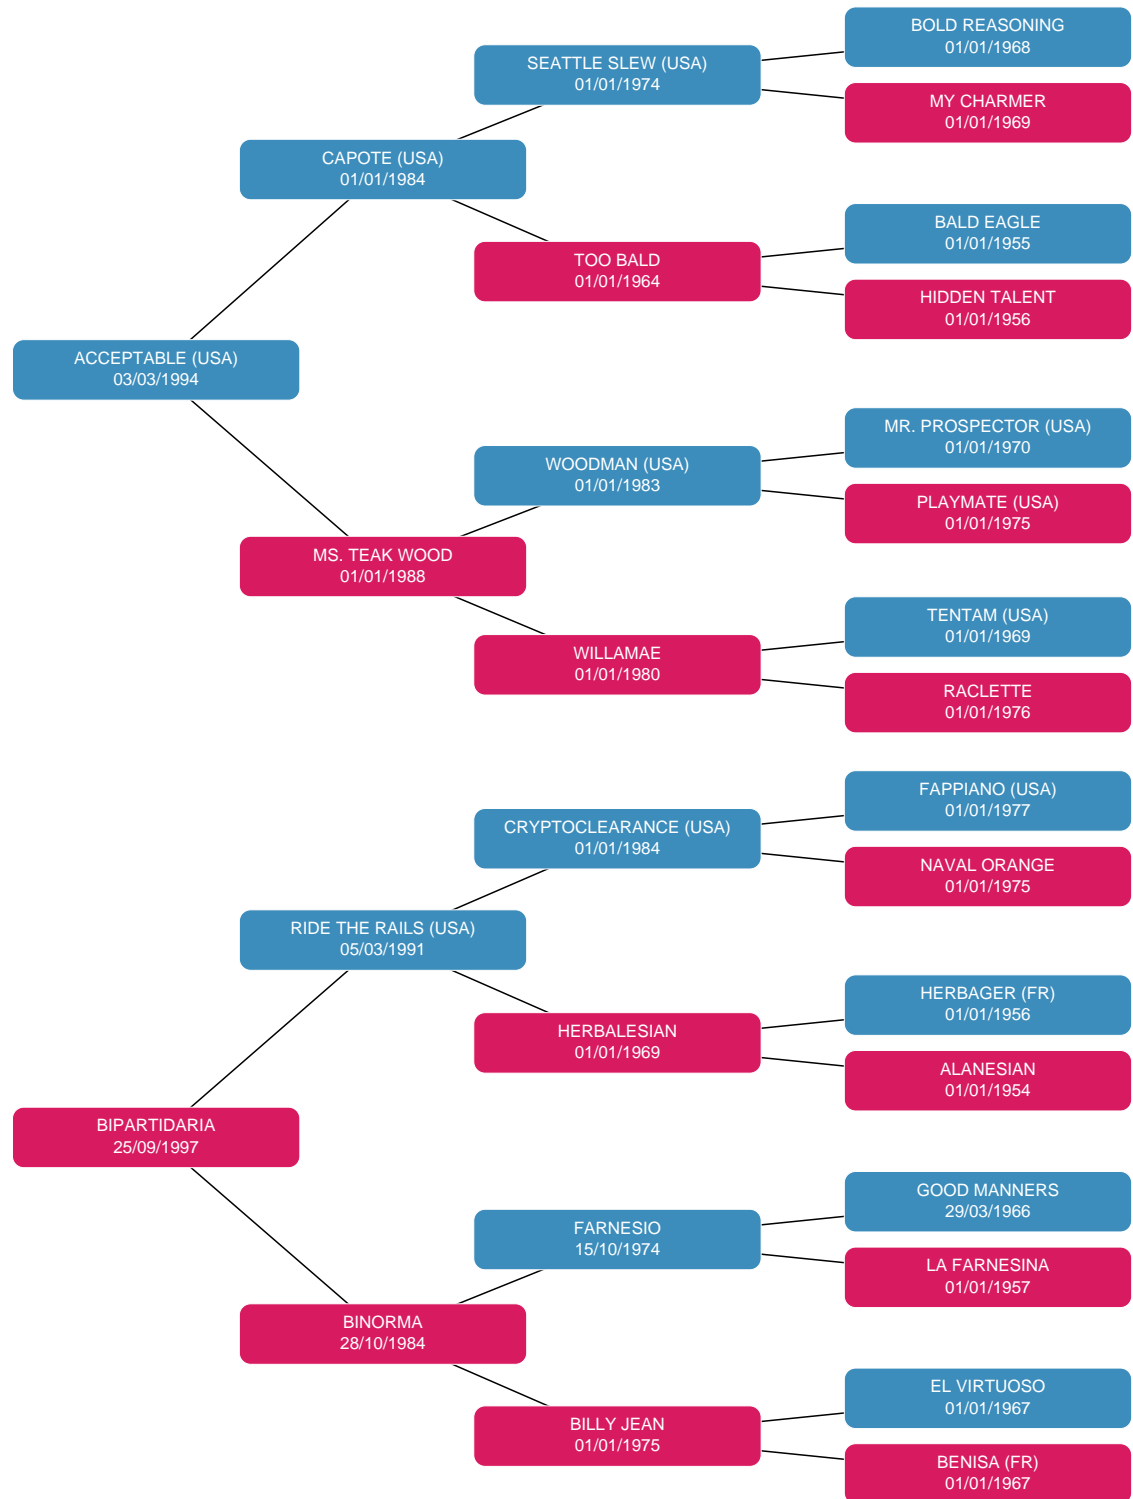 BOLD REASONING
01/01/1968
SEATTLE SLEW (USA)
01/01/1974
MY CHARMER
01/01/1969
CAPOTE (USA)
01/01/1984
BALD EAGLE
01/01/1955
TOO BALD
01/01/1964
HIDDEN TALENT
01/01/1956
ACCEPTABLE (USA)
03/03/1994
MR. PROSPECTOR (USA)
01/01/1970
WOODMAN (USA)
01/01/1983
PLAYMATE (USA)
01/01/1975
MS. TEAK WOOD
01/01/1988
TENTAM (USA)
01/01/1969
WILLAMAE
01/01/1980
RACLETTE
01/01/1976
FAPPIANO (USA)
01/01/1977
CRYPTOCLEARANCE (USA)
01/01/1984
NAVAL ORANGE
01/01/1975
RIDE THE RAILS (USA)
05/03/1991
HERBAGER (FR)
01/01/1956
HERBALESIAN
01/01/1969
ALANESIAN
01/01/1954
BIPARTIDARIA
25/09/1997
GOOD MANNERS
29/03/1966
FARNESIO
15/10/1974
LA FARNESINA
01/01/1957
BINORMA
28/10/1984
EL VIRTUOSO
01/01/1967
BILLY JEAN
01/01/1975
BENISA (FR)
01/01/1967